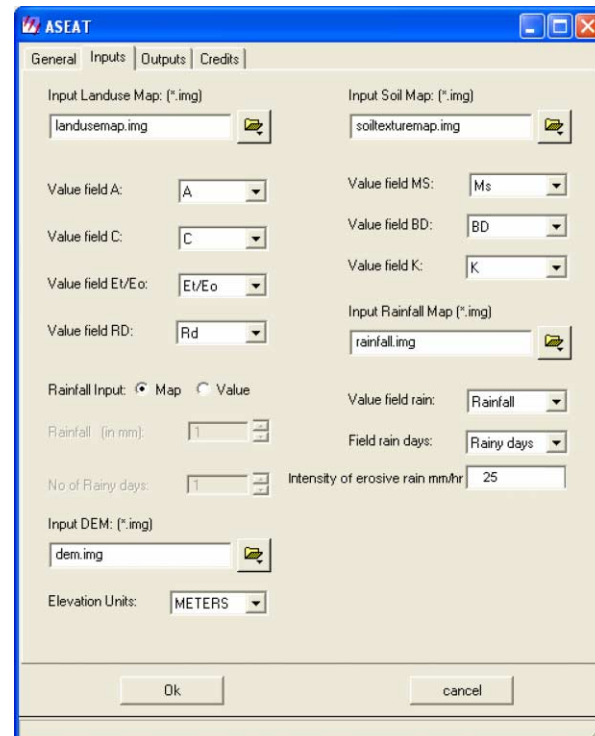 ASEAT
General Inputs Outputs Credits
Input Landuse Map: (*.img)
landusemap.img
Value field A: A
Value field C: C
Value field Et/Eo: Et/Eo
Value field RD: Rd
Rainfall Input: Map Value
Rainfall (in mm): 1
No of Rainy days: 1
Input DEM: (*.img)
dem.img
Elevation Units: METERS
Input Soil Map: (*.img)
soiltexturemap.img
Value field MS: Ms
Value field BD: BD
Value field K: K
Input Rainfall Map (*.img)
rainfall.img
Value field rain: Rainfall
Field rain days: Rainy days
Intensity of erosive rain mm/hr 25
Ok cancel